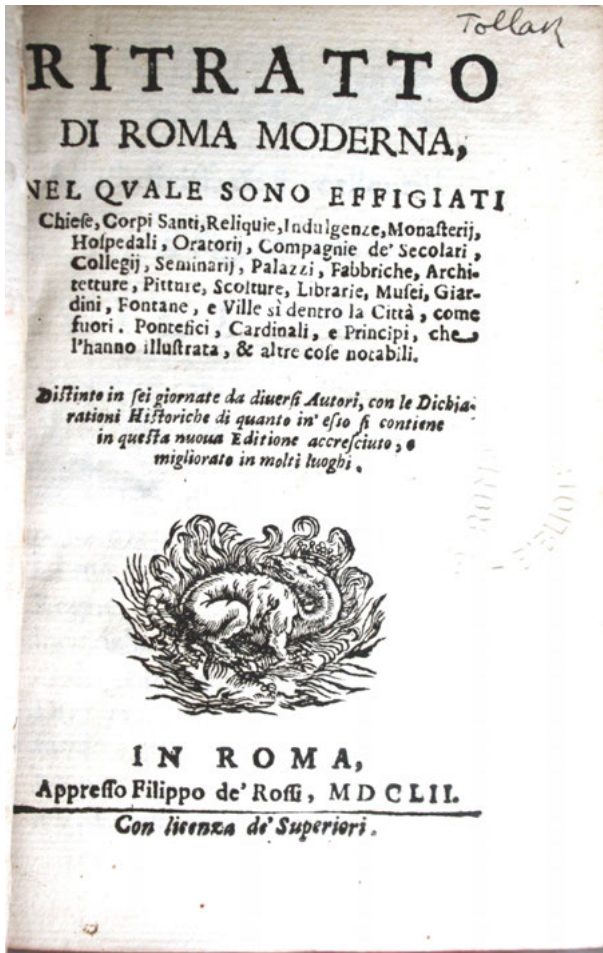 Tollan
RITRATTO
DI ROMA MODERNA,
NEL QVALE SONO EFFIGIATI
Chieſe, Corpi Santi, Reliquie, Indulgenze, Monaſterij,
Hoſpedali, Oratorij, Compagnie de' Secolari,
Collegij, Seminarij, Palazzi, Fabbriche, Archi-
tetture, Pitture, Scolture, Librarie, Muſei, Giar-
dini, Fontane, e Ville sì dentro la Città, come
fuori. Pontefici, Cardinali, e Principi, che
l'hanno illuſtrata, & altre coſe notabili.
Diſtinto in ſei giornate da diuerſi Autori, con le Dichia-
rationi Hiſtoriche di quanto in' eſſo ſi contiene
in queſta nuoua Editione accreſciuto, e
migliorato in molti luoghi.
IN ROMA,
Appreſſo Filippo de' Roſſi, MDCLII.
Con licenza de' Superiori.